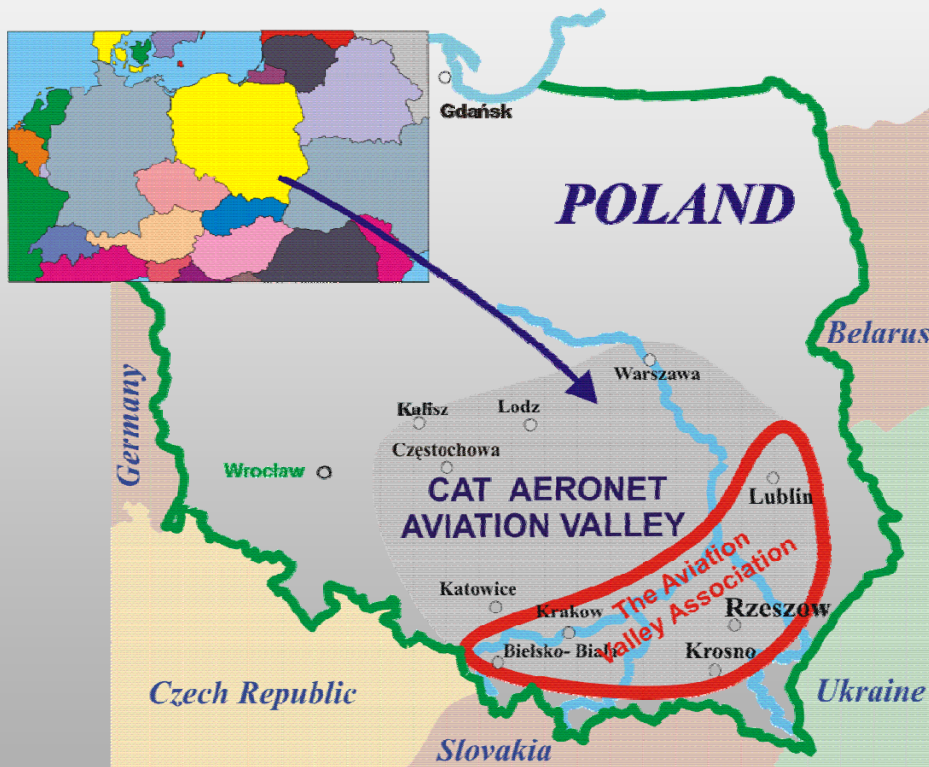 Gdańsk
POLAND
Belarus
Warszawa
Germany
Kalisz
Lodz
Częstochowa
Wrocław
CAT AERONET
AVIATION VALLEY
Lublin
The Aviation
Valley Association
Katowice
Krakow
Rzeszow
Bielsko- Biala
Krosno
Czech Republic
Ukraine
Slovakia